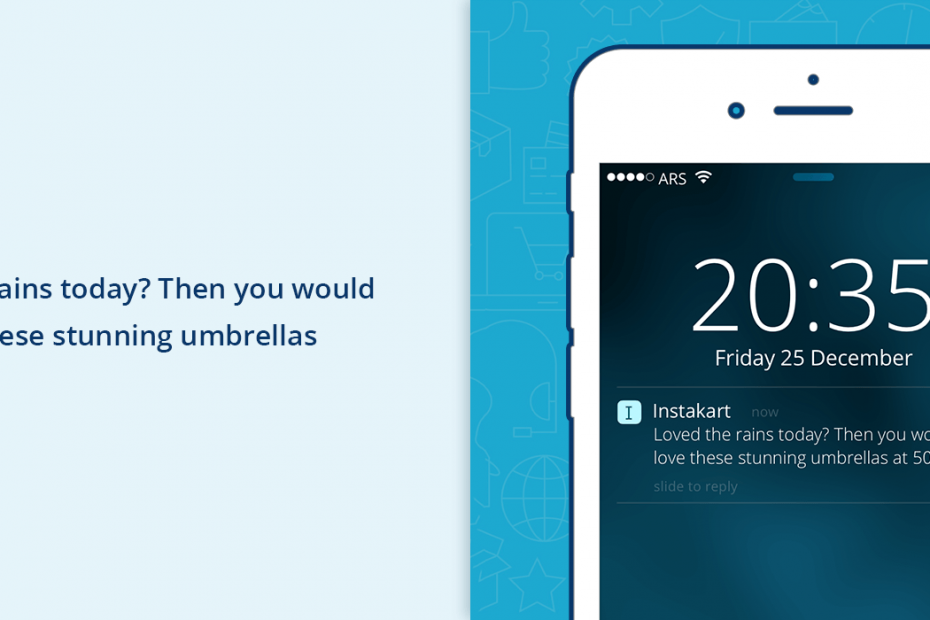 ains today? Then you would
ese stunning umbrellas
ARS
20:35
Friday 25 December
I Instakart now
Loved the rains today? Then you wo
love these stunning umbrellas at 50
slide to reply